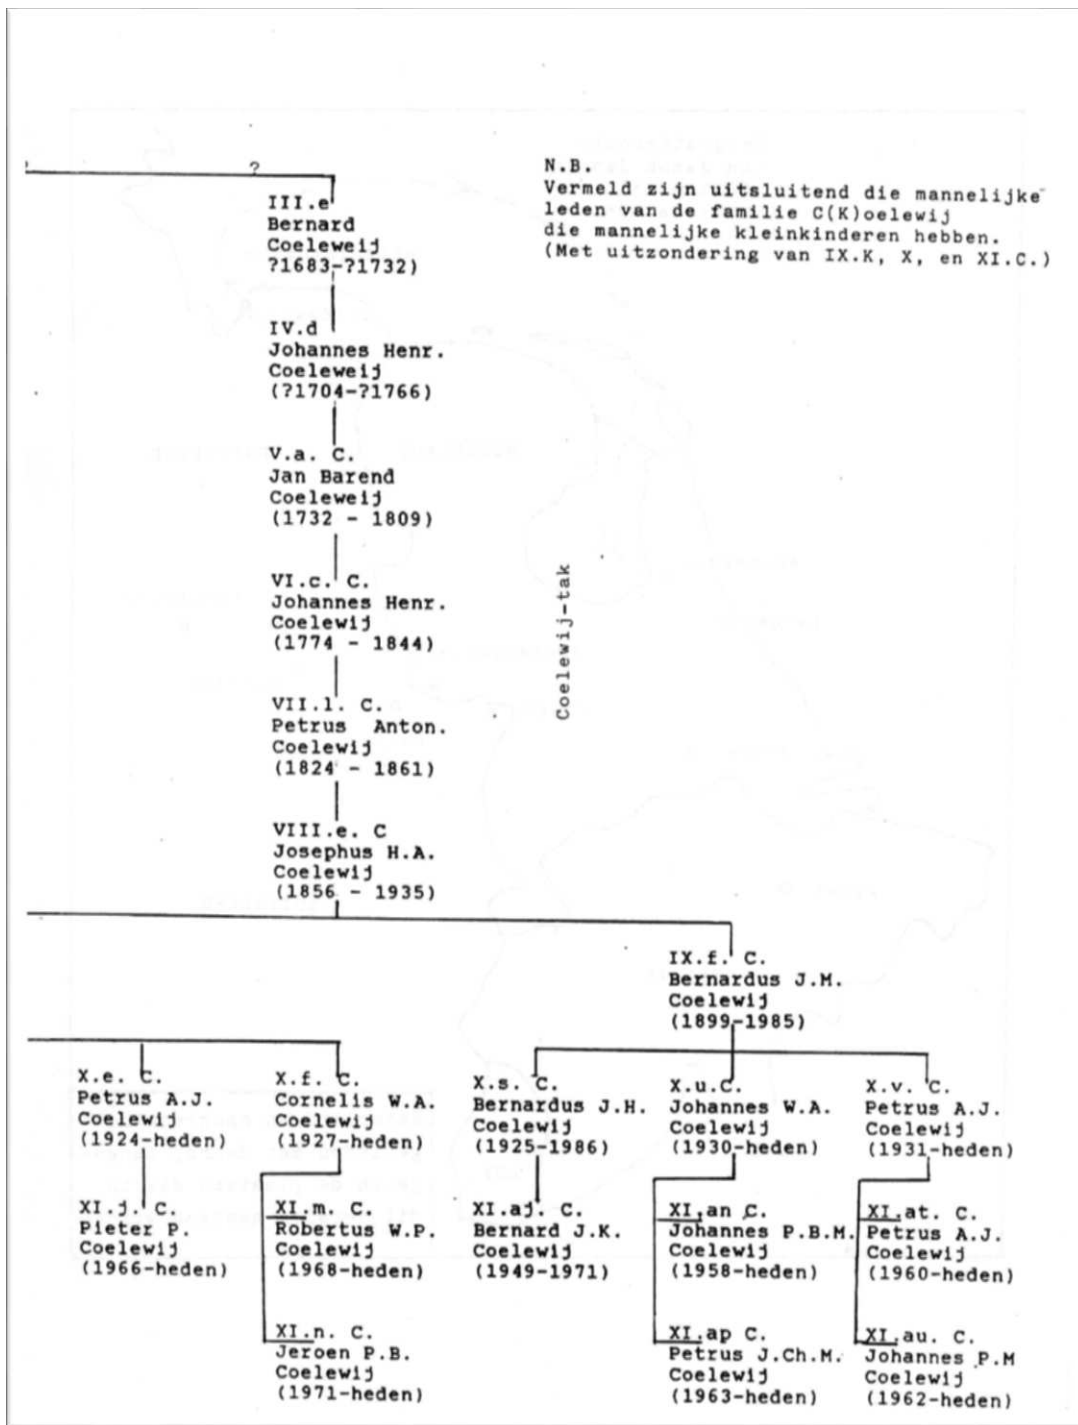 ?
III.e
Bernard
Coeleweij
?1683-?1732)
N.B.
Vermeld zijn uitsluitend die mannelijke
leden van de familie C(K)oelewij
die mannelijke kleinkinderen hebben.
(Met uitzondering van IX.K, X, en XI.C.)
IV.d
Johannes Henr.
Coeleweij
(?1704-?1766)
V.a. C.
Jan Barend
Coeleweij
(1732 - 1809)
VI.c. C.
Johannes Henr.
Coelewij
(1774 - 1844)
Coelewij-tak
VII.l. C.
Petrus Anton.
Coelewij
(1824 - 1861)
VIII.e. C
Josephus H.A.
Coelewij
(1856 - 1935)
IX.f. C.
Bernardus J.M.
Coelewij
(1899-1985)
X.e. C.
Petrus A.J.
Coelewij
(1924-heden)
X.f. C.
Cornelis W.A.
Coelewij
(1927-heden)
X.s. C.
Bernardus J.H.
Coelewij
(1925-1986)
X.u.C.
Johannes W.A.
Coelewij
(1930-heden)
X.v. C.
Petrus A.J.
Coelewij
(1931-heden)
XI.j. C.
Pieter P.
Coelewij
(1966-heden)
XI.m. C.
Robertus W.P.
Coelewij
(1968-heden)
XI.aj. C.
Bernard J.K.
Coelewij
(1949-1971)
XI.an C.
Johannes P.B.M.
Coelewij
(1958-heden)
XI.at. C.
Petrus A.J.
Coelewij
(1960-heden)
XI.n. C.
Jeroen P.B.
Coelewij
(1971-heden)
XI.ap C.
Petrus J.Ch.M.
Coelewij
(1963-heden)
XI.au. C.
Johannes P.M
Coelewij
(1962-heden)